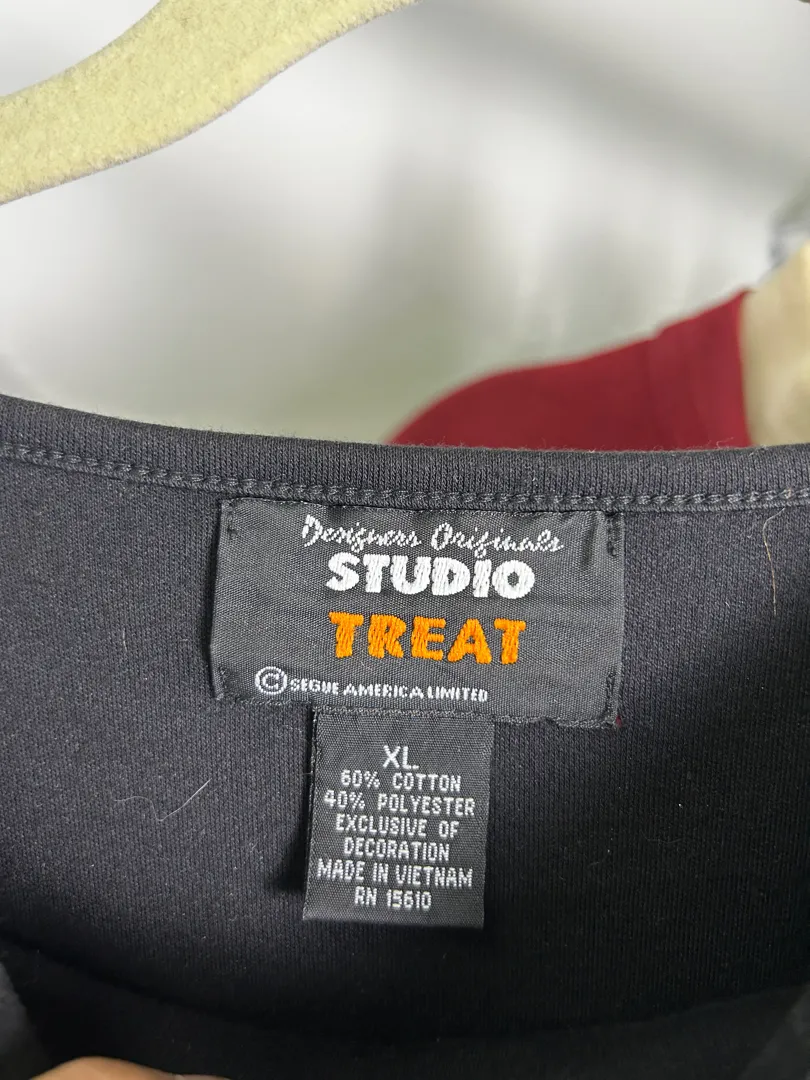 Designers Originals
STUDIO
TREAT
© SEGUE AMERICA LIMITED
XL
60% COTTON
40% POLYESTER
EXCLUSIVE OF
DECORATION
MADE IN VIETNAM
RN 15610